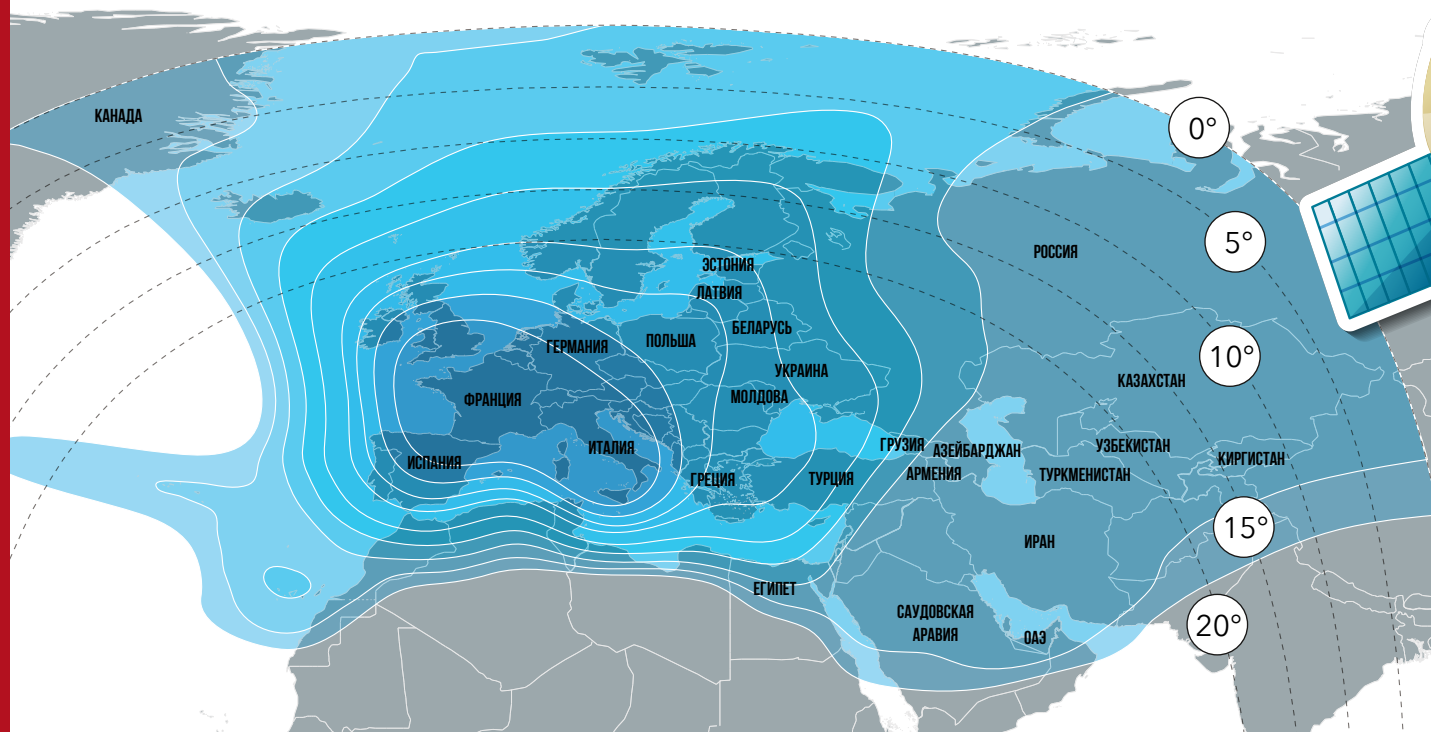 КАНАДА
0°
5°
РОССИЯ
ЭСТОНИЯ
ЛАТВИЯ
БЕЛАРУСЬ
ПОЛЬША
ГЕРМАНИЯ
10°
УКРАИНА
КАЗАХСТАН
МОЛДОВА
ФРАНЦИЯ
ГРУЗИЯ
АЗЕЙБАРДЖАН
УЗБЕКИСТАН
ИТАЛИЯ
ИСПАНИЯ
КИРГИСТАН
АРМЕНИЯ
ТУРКМЕНИСТАН
ГРЕЦИЯ
ТУРЦИЯ
15°
ИРАН
ЕГИПЕТ
САУДОВСКАЯ
АРАВИЯ
ОАЭ
20°